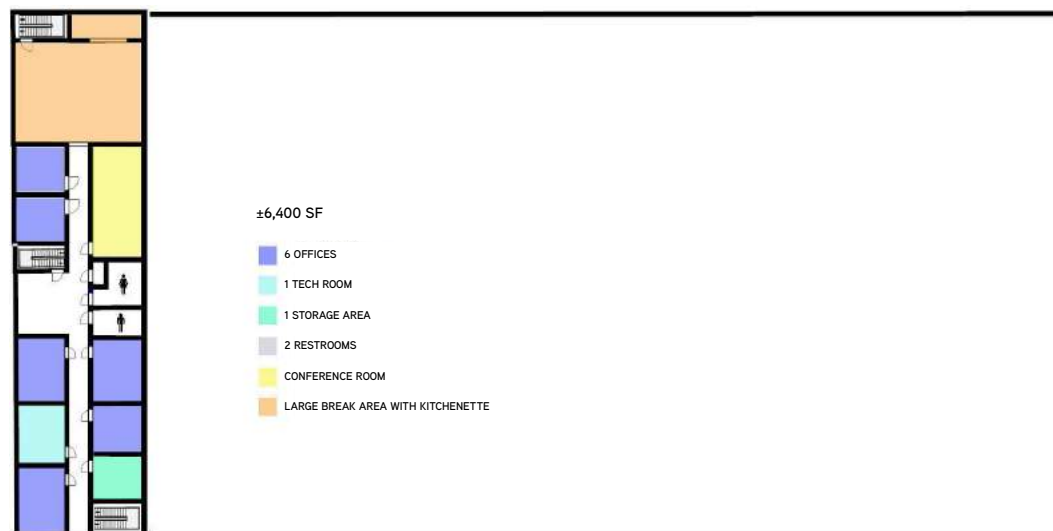 ±6,400 SF
6 OFFICES
1 TECH ROOM
1 STORAGE AREA
2 RESTROOMS
CONFERENCE ROOM
LARGE BREAK AREA WITH KITCHENETTE